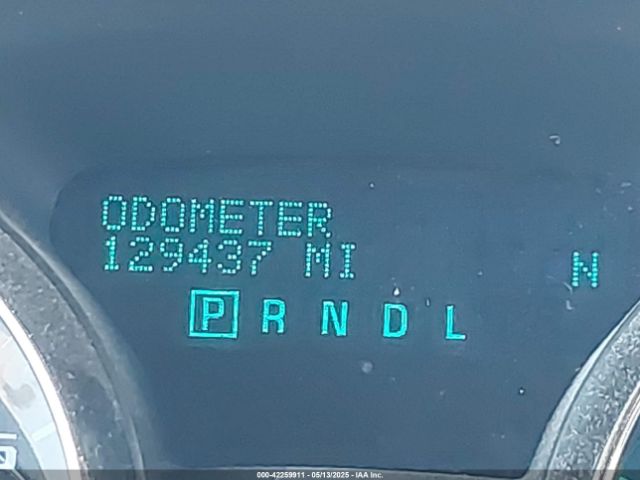 ODOMETER
129437 MI
N
P R N D L
000-42259911 - 05/13/2025 - IAA Inc.